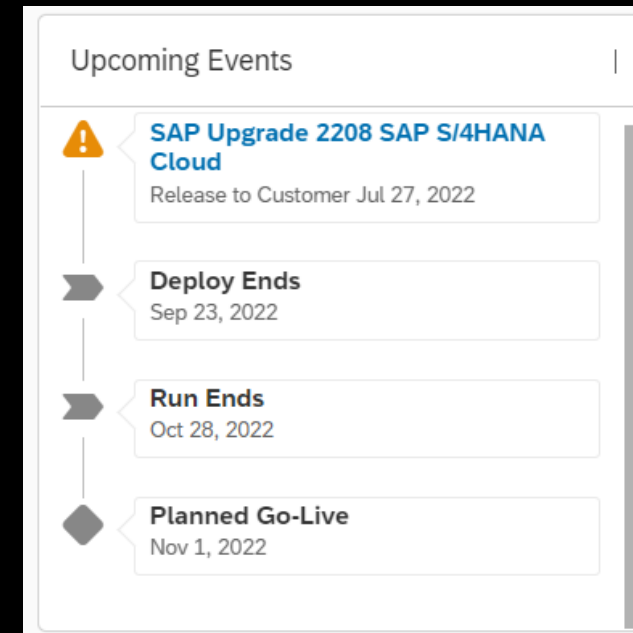 Upcoming Events
SAP Upgrade 2208 SAP S/4HANA
Cloud
Release to Customer Jul 27, 2022
Deploy Ends
Sep 23, 2022
Run Ends
Oct 28, 2022
Planned Go-Live
Nov 1, 2022